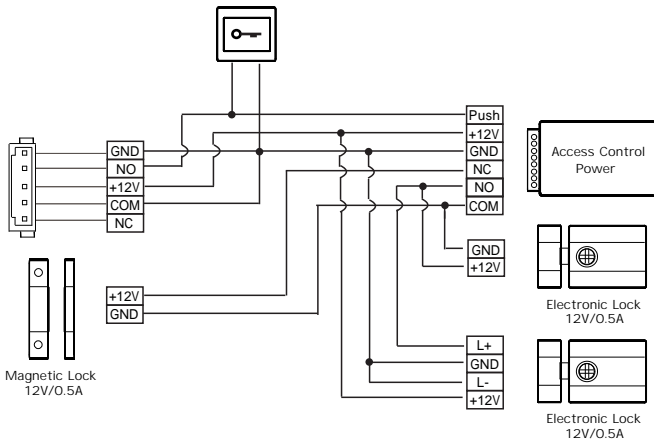 Push
+12V
GND
NC
NO
COM
Access Control
Power
GND
NO
+12V
COM
NC
GND
+12V
Electronic Lock
12V/0.5A
+12V
GND
Magnetic Lock
12V/0.5A
L+
GND
L-
+12V
Electronic Lock
12V/0.5A